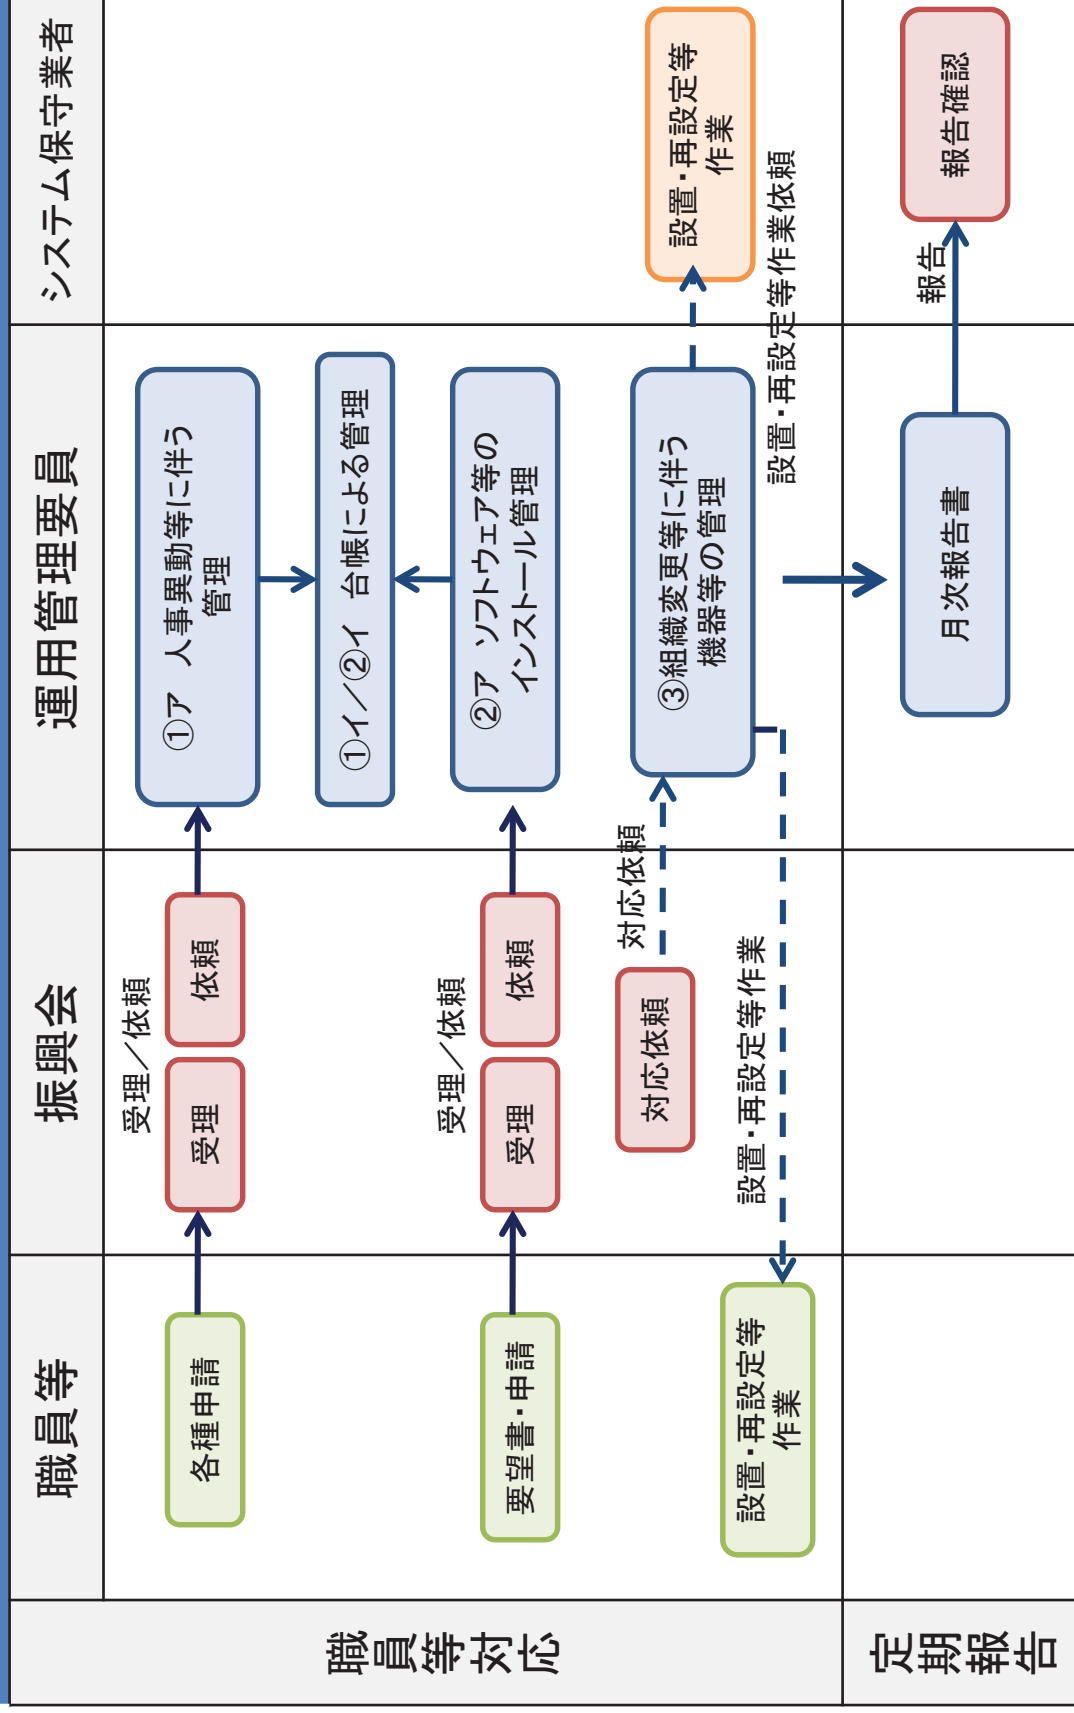 職員等
振興会
運用管理要員
システム保守業者
職員等対応
各種申請
受理／依頼
受理
依頼
①ア　人事異動等に伴う
管理
①イ／②イ　台帳による管理
要望書・申請
受理／依頼
受理
依頼
②ア　ソフトウェア等の
インストール管理
対応依頼
対応依頼
③組織変更等に伴う
機器等の管理
設置・再設定等
作業
設置・再設定等作業依頼
設置・再設定等作業
設置・再設定等
作業
定期報告
月次報告書
報告
報告確認